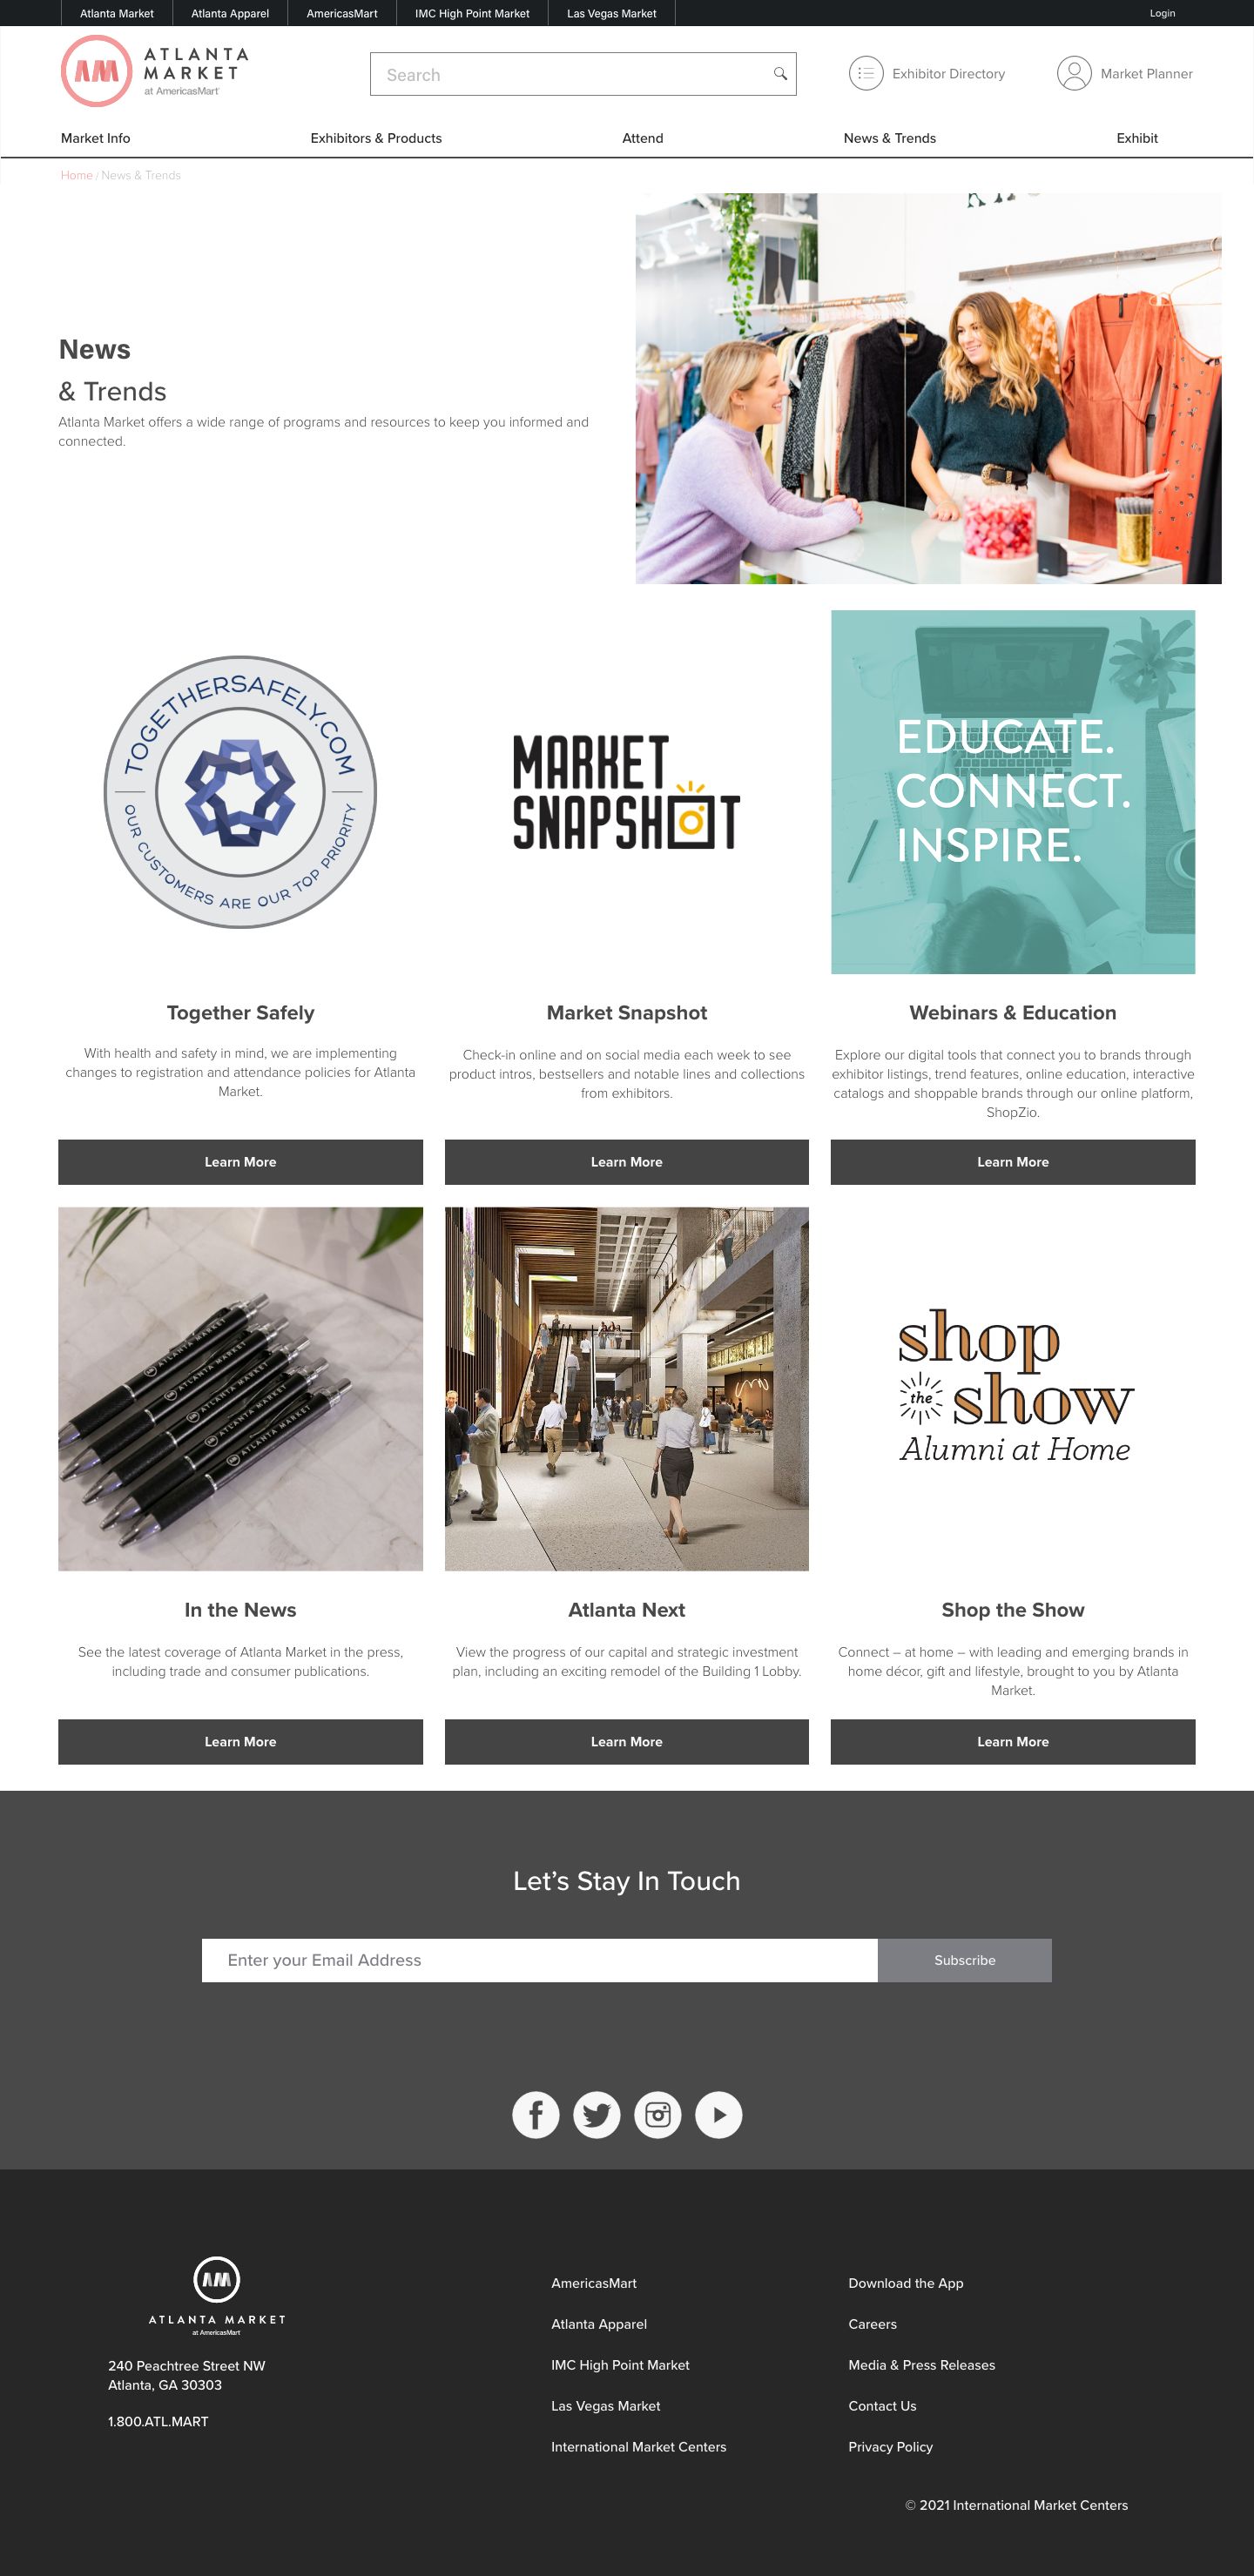 Atlanta Market
Atlanta Apparel
AmericasMart
IMC High Point Market
Las Vegas Market
Login
AM
ATLANTA
MARKET
at AmericasMart
Search
Exhibitor Directory
Market Planner
Market Info
Exhibitors & Products
Attend
News & Trends
Exhibit
Home / News & Trends
News
& Trends
Atlanta Market offers a wide range of programs and resources to keep you informed and
connected.
TOGETHERSAFELY.COM
OUR CUSTOMERS ARE OUR TOP PRIORITY
MARKET
SNAPSHOT
EDUCATE.
CONNECT.
INSPIRE.
Together Safely
With health and safety in mind, we are implementing
changes to registration and attendance policies for Atlanta
Market.
Learn More
Market Snapshot
Check-in online and on social media each week to see
product intros, bestsellers and notable lines and collections
from exhibitors.
Learn More
Webinars & Education
Explore our digital tools that connect you to brands through
exhibitor listings, trend features, online education, interactive
catalogs and shoppable brands through our online platform,
ShopZio.
Learn More
ATLANTA MARKET
ATLANTA MARKET
ATLANTA MARKET
ATLANTA MARKET
ATLANTA MARKET
shop
the show
Alumni at Home
In the News
See the latest coverage of Atlanta Market in the press,
including trade and consumer publications.
Learn More
Atlanta Next
View the progress of our capital and strategic investment
plan, including an exciting remodel of the Building 1 Lobby.
Learn More
Shop the Show
Connect – at home – with leading and emerging brands in
home décor, gift and lifestyle, brought to you by Atlanta
Market.
Learn More
Let’s Stay In Touch
Enter your Email Address
Subscribe
AM
ATLANTA MARKET
at AmericasMart
240 Peachtree Street NW
Atlanta, GA 30303
1.800.ATL.MART
AmericasMart
Atlanta Apparel
IMC High Point Market
Las Vegas Market
International Market Centers
Download the App
Careers
Media & Press Releases
Contact Us
Privacy Policy
© 2021 International Market Centers